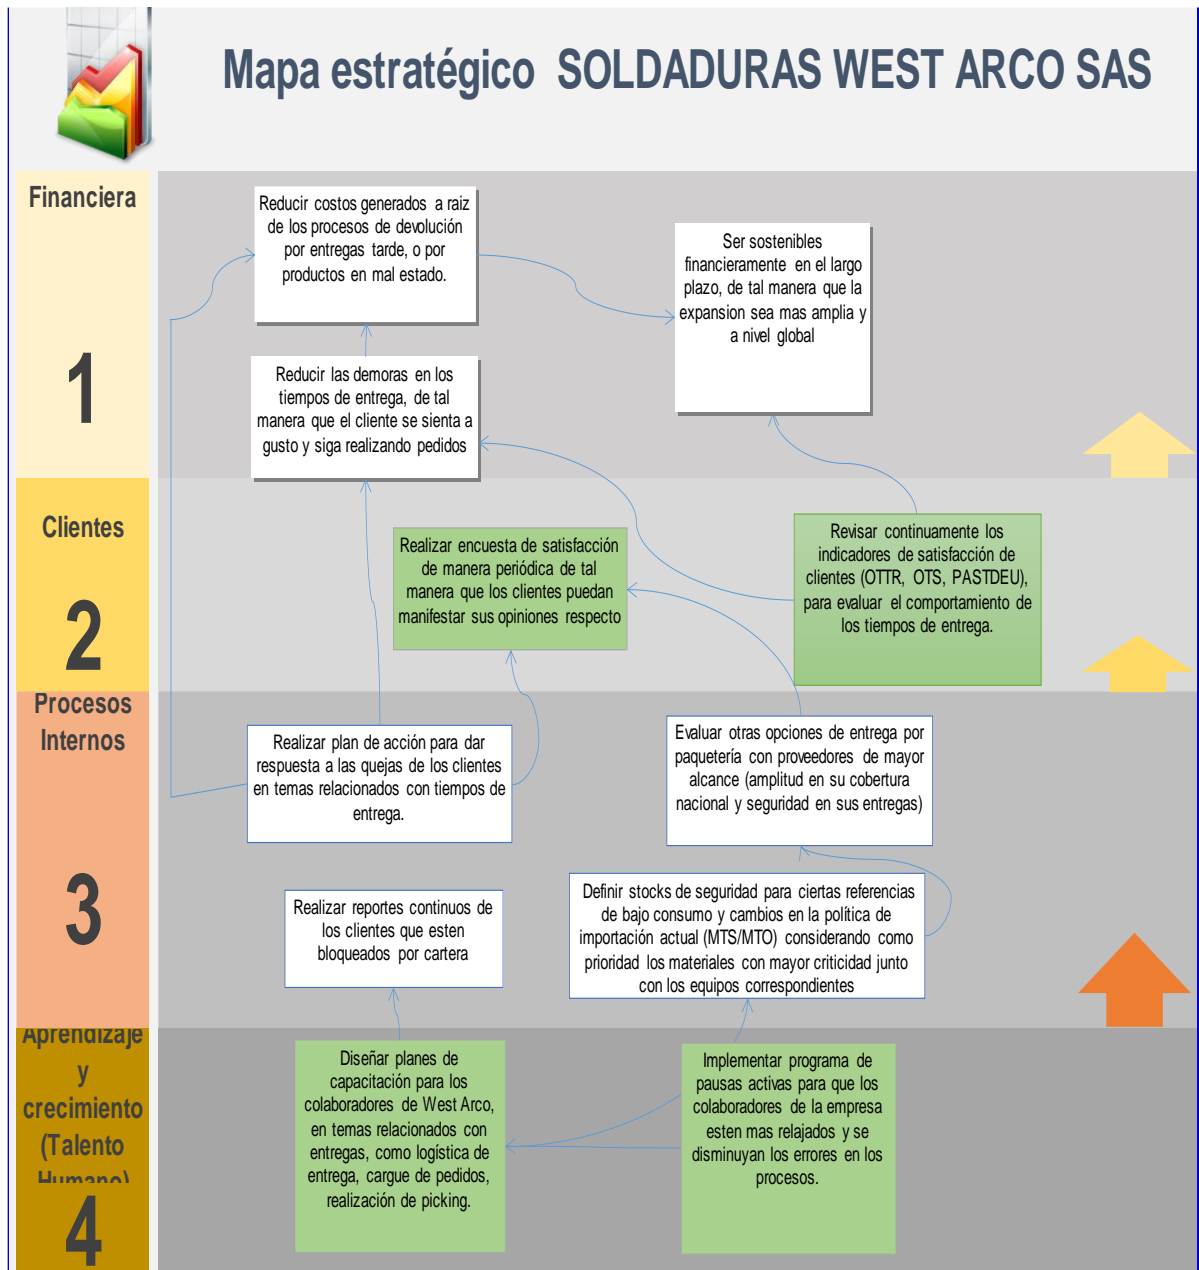 Mapa estratégico SOLDADURAS WEST ARCO SAS
Financiera
1
Reducir costos generados a raiz
de los procesos de devolución
por entregas tarde, o por
productos en mal estado.
Ser sostenibles
financieramente en el largo
plazo, de tal manera que la
expansion sea mas amplia y
a nivel global
Reducir las demoras en los
tiempos de entrega, de tal
manera que el cliente se sienta a
gusto y siga realizando pedidos
Clientes
2
Realizar encuesta de satisfacción
de manera periódica de tal
manera que los clientes puedan
manifestar sus opiniones respecto
Revisar continuamente los
indicadores de satisfacción de
clientes (OTTR, OTS, PASTDEU),
para evaluar el comportamiento de
los tiempos de entrega.
Procesos
Internos
3
Realizar plan de acción para dar
respuesta a las quejas de los clientes
en temas relacionados con tiempos de
entrega.
Evaluar otras opciones de entrega por
paquetería con proveedores de mayor
alcance (amplitud en su cobertura
nacional y seguridad en sus entregas)
Realizar reportes continuos de
los clientes que esten
bloqueados por cartera
Definir stocks de seguridad para ciertas referencias
de bajo consumo y cambios en la política de
importación actual (MTS/MTO) considerando como
prioridad los materiales con mayor criticidad junto
con los equipos correspondientes
Aprendizaje
y
crecimiento
(Talento
Humano)
4
Diseñar planes de
capacitación para los
colaboradores de West Arco,
en temas relacionados con
entregas, como logística de
entrega, cargue de pedidos,
realización de picking.
Implementar programa de
pausas activas para que los
colaboradores de la empresa
esten mas relajados y se
disminuyan los errores en los
procesos.